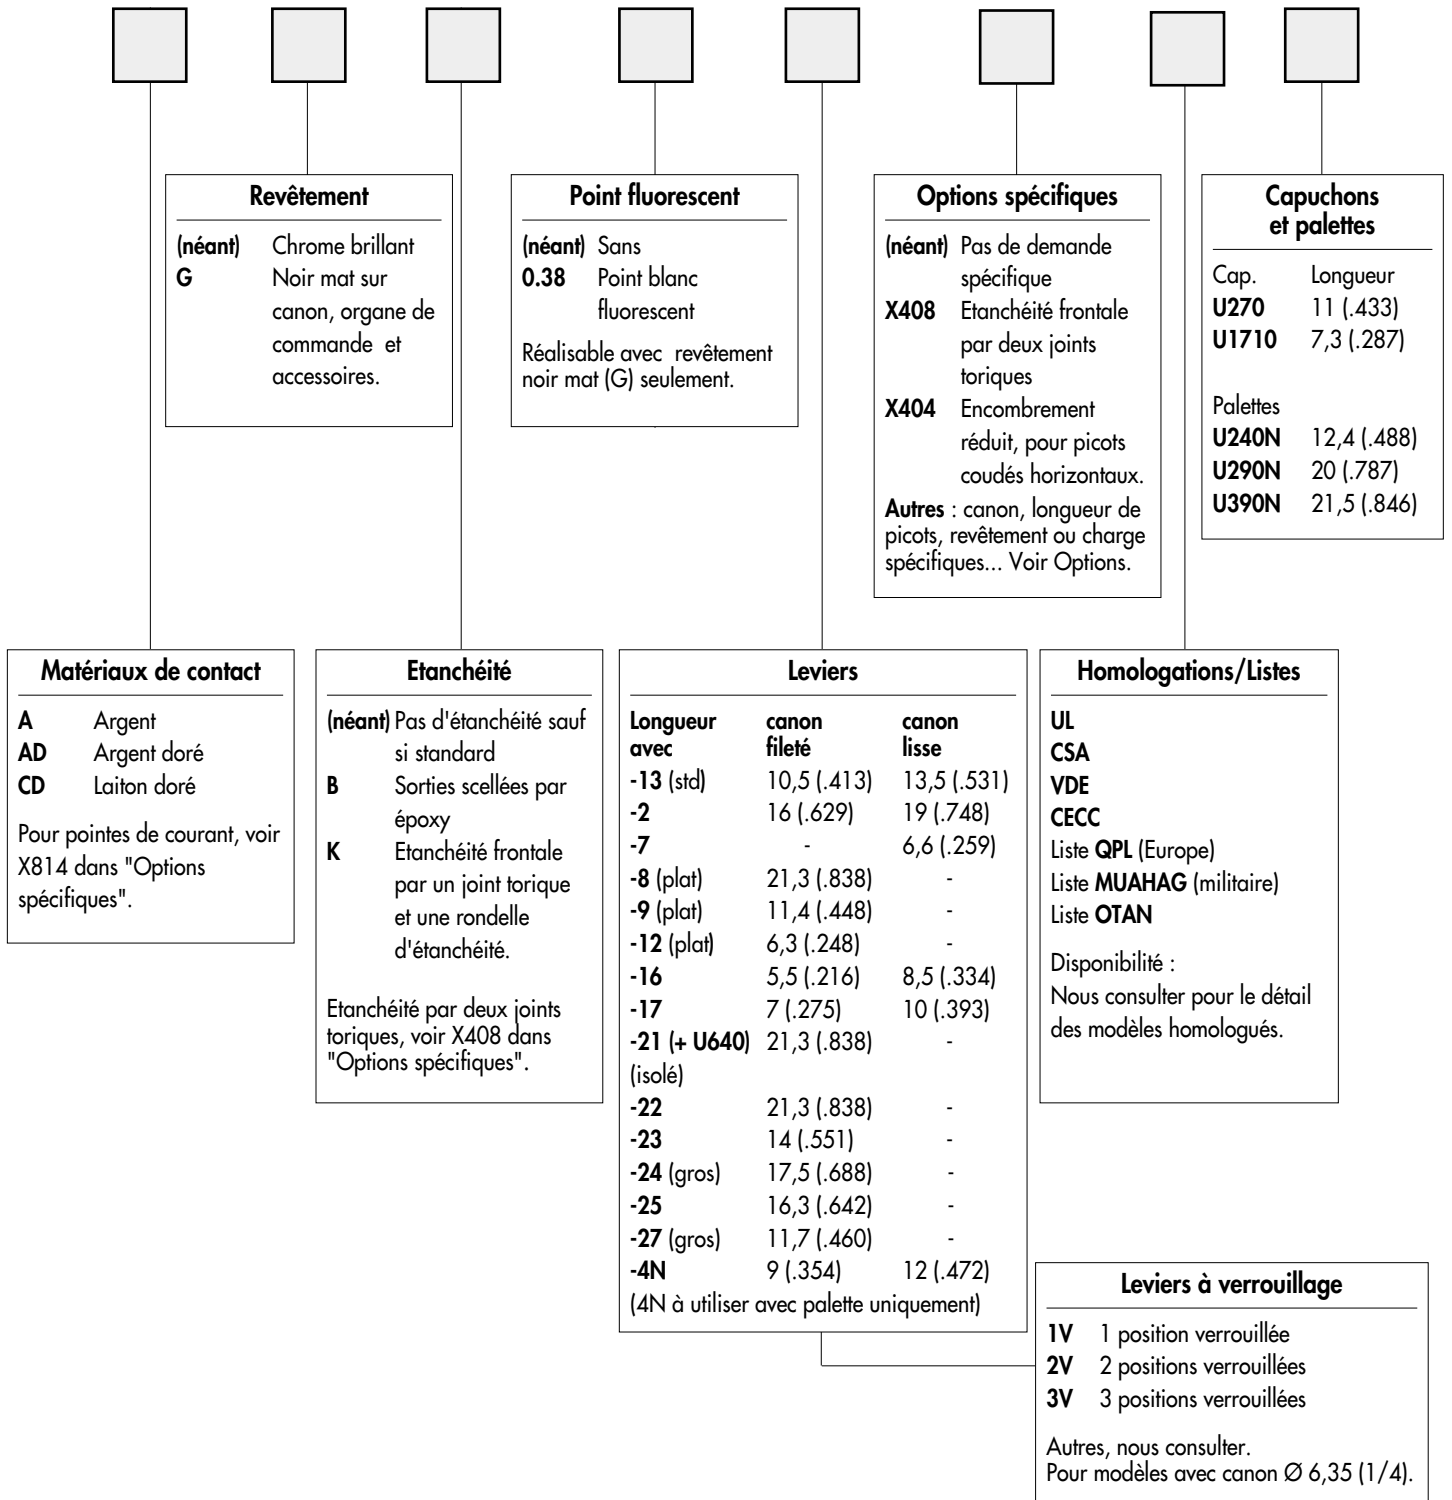 Revêtement
(néant) Chrome brillant
G Noir mat sur
canon, organe de
commande et
accessoires.
Point fluorescent
(néant) Sans
0.38 Point blanc
fluorescent
Réalisable avec revêtement
noir mat (G) seulement.
Options spécifiques
(néant) Pas de demande
spécifique
X408 Etanchéité frontale
par deux joints
toriques
X404 Encombrement
réduit, pour picots
coudés horizontaux.
Autres : canon, longueur de
picots, revêtement ou charge
spécifiques... Voir Options.
Capuchons
et palettes
Cap. Longueur
U270 11 (.433)
U1710 7,3 (.287)
Palettes
U240N 12,4 (.488)
U290N 20 (.787)
U390N 21,5 (.846)
Matériaux de contact
A Argent
AD Argent doré
CD Laiton doré
Pour pointes de courant, voir
X814 dans "Options
spécifiques".
Etanchéité
(néant) Pas d'étanchéité sauf
si standard
B Sorties scellées par
époxy
K Etanchéité frontale
par un joint torique
et une rondelle
d'étanchéité.
Etanchéité par deux joints
toriques, voir X408 dans
"Options spécifiques".
Leviers
Longueur canon canon
avec fileté lisse
-13 (std) 10,5 (.413) 13,5 (.531)
-2 16 (.629) 19 (.748)
-7 - 6,6 (.259)
-8 (plat) 21,3 (.838) -
-9 (plat) 11,4 (.448) -
-12 (plat) 6,3 (.248) -
-16 5,5 (.216) 8,5 (.334)
-17 7 (.275) 10 (.393)
-21 (+ U640) 21,3 (.838) -
(isolé)
-22 21,3 (.838) -
-23 14 (.551) -
-24 (gros) 17,5 (.688) -
-25 16,3 (.642) -
-27 (gros) 11,7 (.460) -
-4N 9 (.354) 12 (.472)
(4N à utiliser avec palette uniquement)
Homologations/Listes
UL
CSA
VDE
CECC
Liste QPL (Europe)
Liste MUAHAG (militaire)
Liste OTAN
Disponibilité :
Nous consulter pour le détail
des modèles homologués.
Leviers à verrouillage
1V 1 position verrouillée
2V 2 positions verrouillées
3V 3 positions verrouillées
Autres, nous consulter.
Pour modèles avec canon Ø 6,35 (1/4).